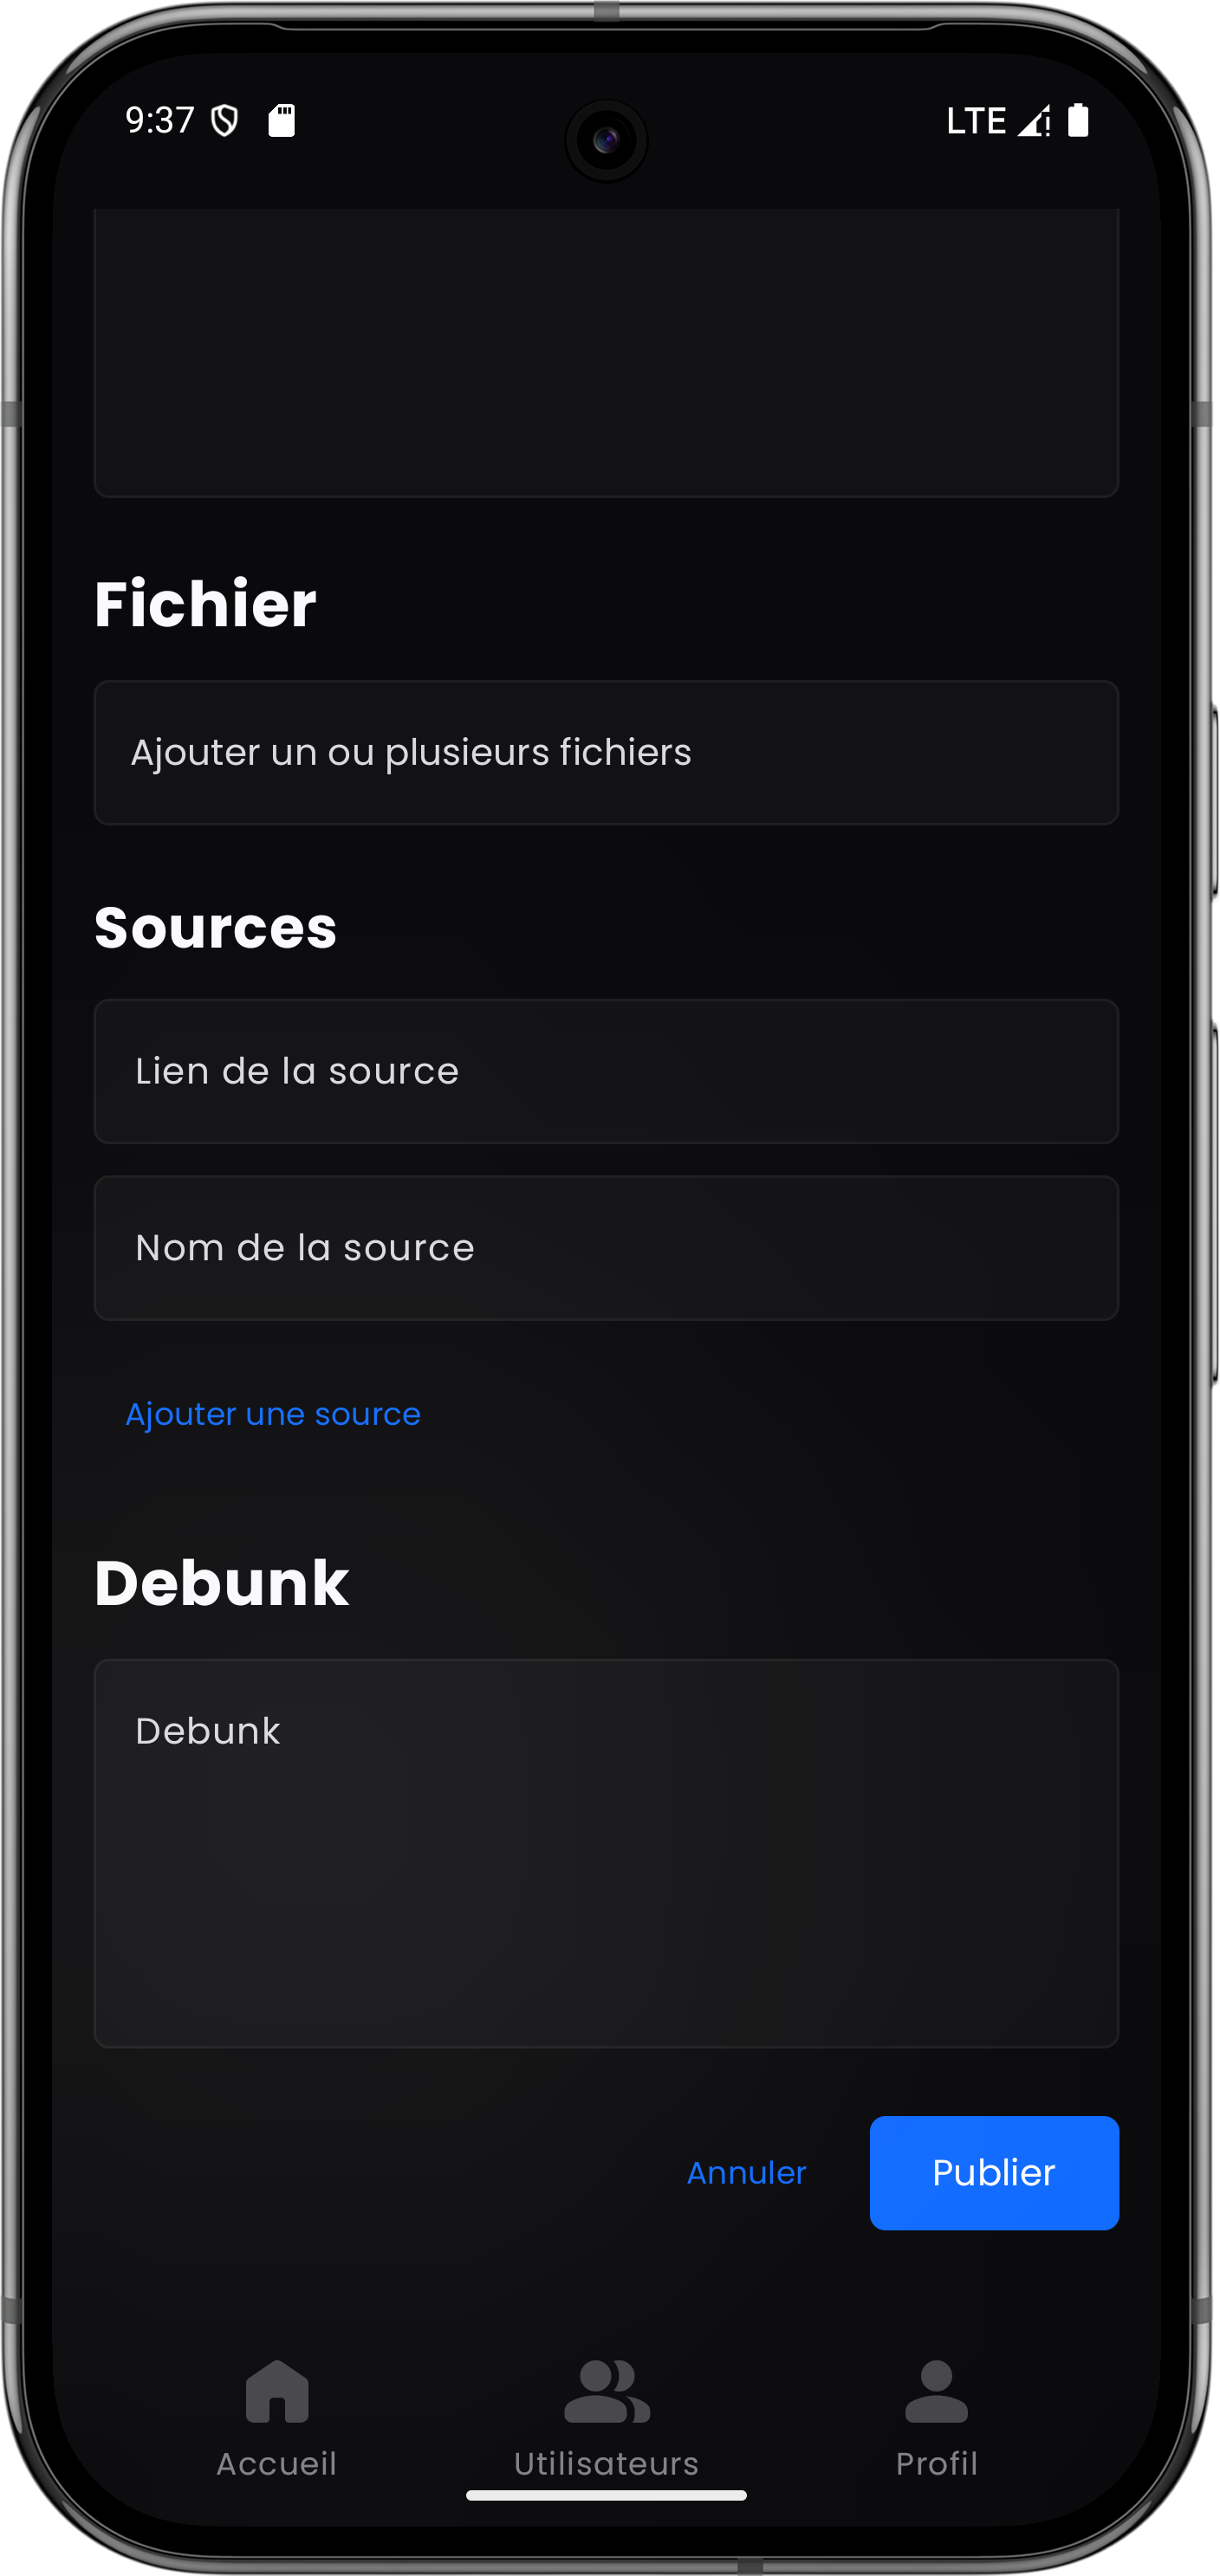 9:37
LTE
Fichier
Ajouter un ou plusieurs fichiers
Sources
Lien de la source
Nom de la source
Ajouter une source
Debunk
Debunk
Annuler
Publier
Accueil
Utilisateurs
Profil